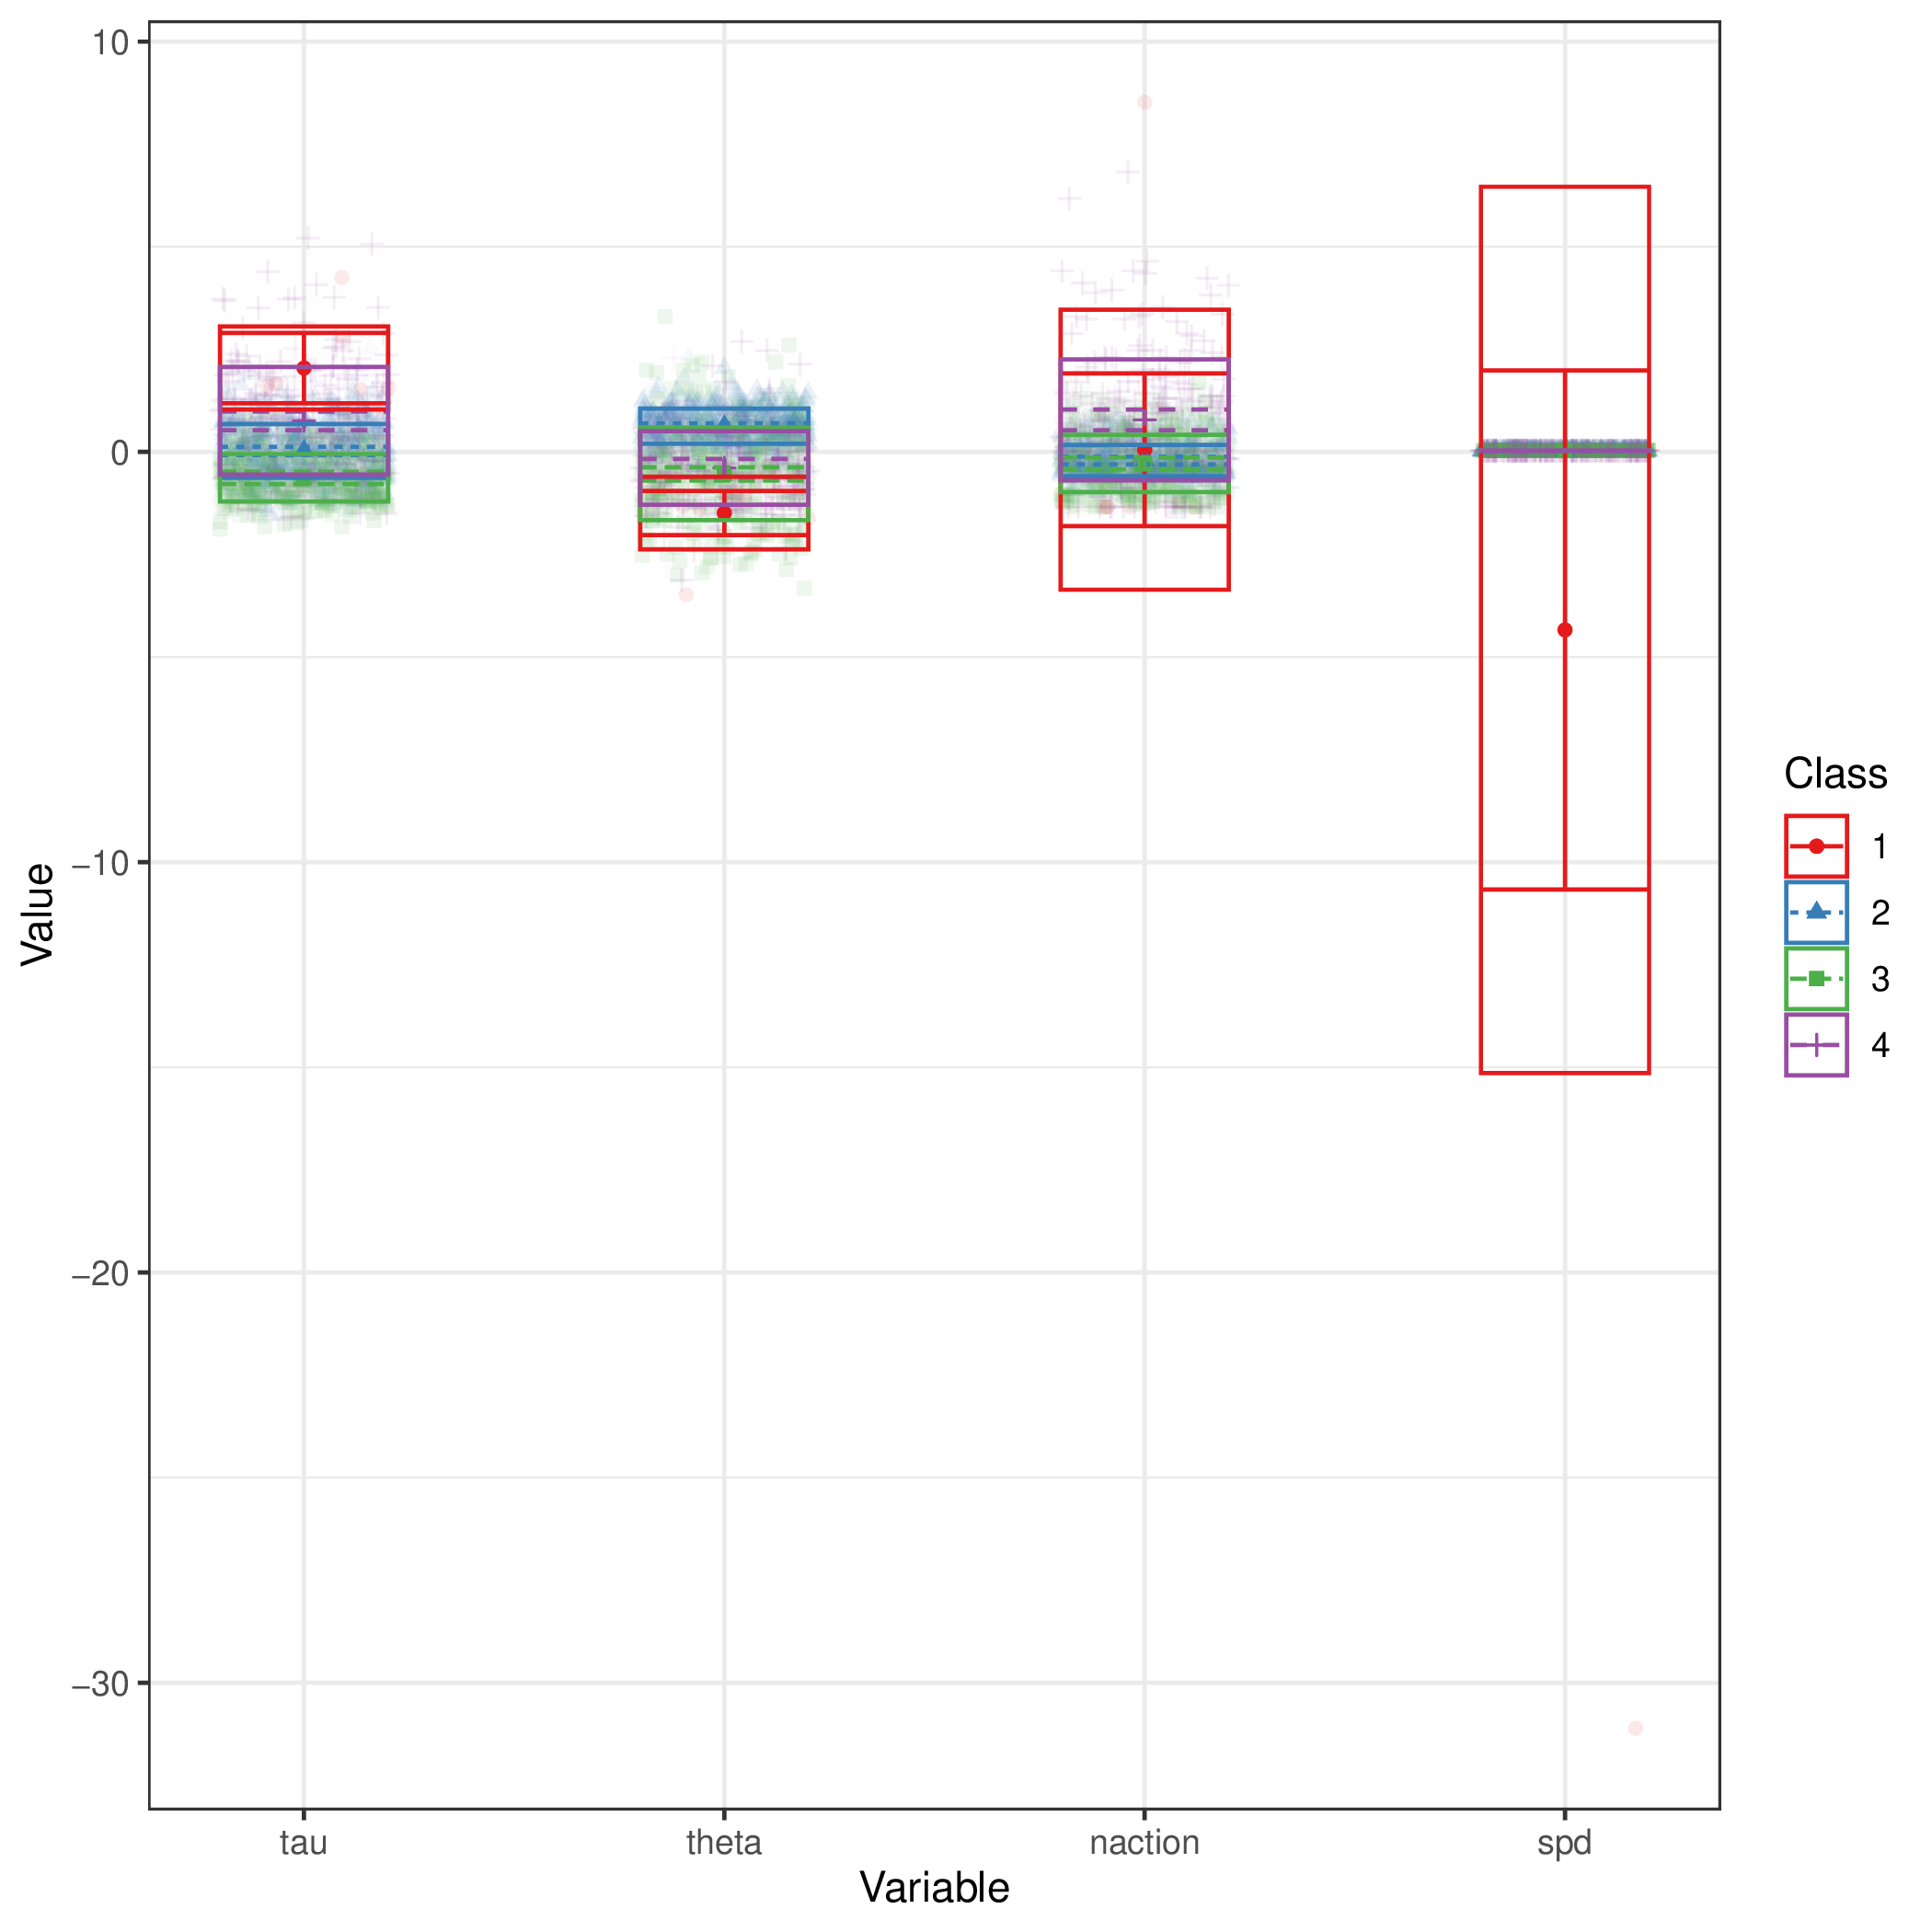 10
0
−10
−20
−30
Value
tau theta naction spd
Variable
Class
1
2
3
4